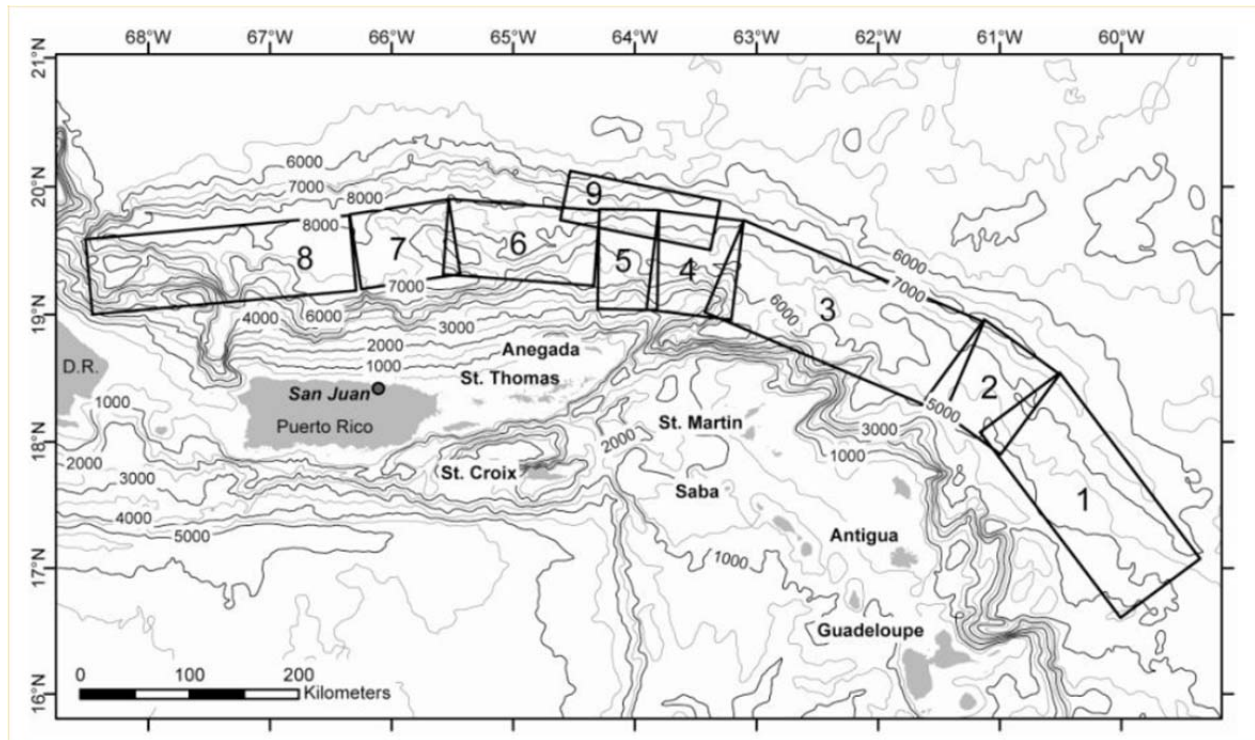 68°W 67°W 66°W 65°W 64°W 63°W 62°W 61°W 60°W
21°N
20°N
19°N
18°N
17°N
16°N
6000
7000
8000
8000
9
8
7
6
5
4
3
2
1
6000
7000
6000
5000
7000
4000 6000
3000
2000
1000
Anegada
St. Thomas
D.R.
San Juan
Puerto Rico
St. Martin
St. Croix
Saba
Antigua
Guadeloupe
1000
2000
3000
4000
5000
2000
3000
1000
1000
0 100 200
Kilometers